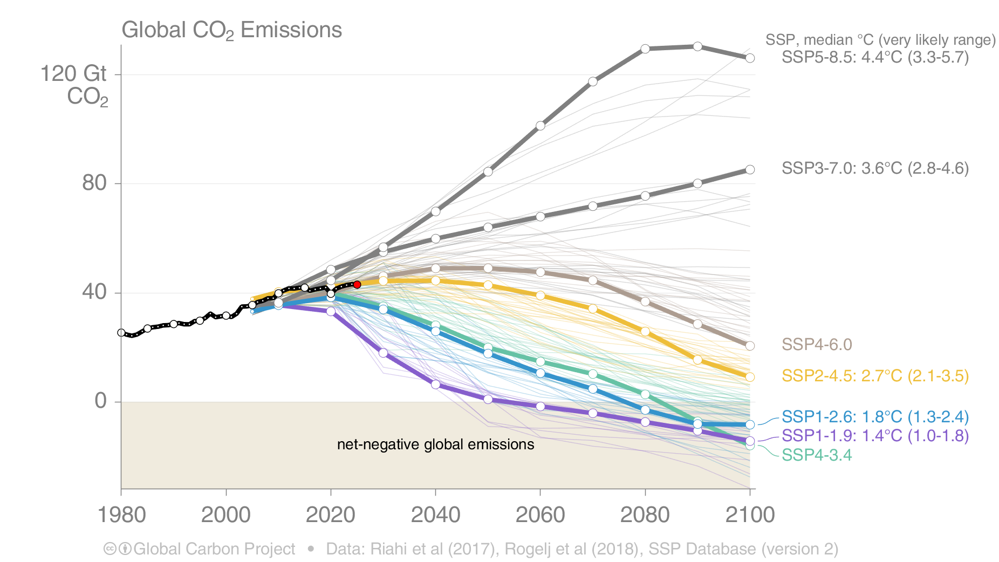 Global CO₂ Emissions
SSP, median °C (very likely range)
SSP5-8.5: 4.4°C (3.3-5.7)
120 Gt
CO₂
SSP3-7.0: 3.6°C (2.8-4.6)
80
40
SSP4-6.0
SSP2-4.5: 2.7°C (2.1-3.5)
0
SSP1-2.6: 1.8°C (1.3-2.4)
SSP1-1.9: 1.4°C (1.0-1.8)
net-negative global emissions
SSP4-3.4
1980 2000 2020 2040 2060 2080 2100
cc Global Carbon Project • Data: Riahi et al (2017), Rogelj et al (2018), SSP Database (version 2)